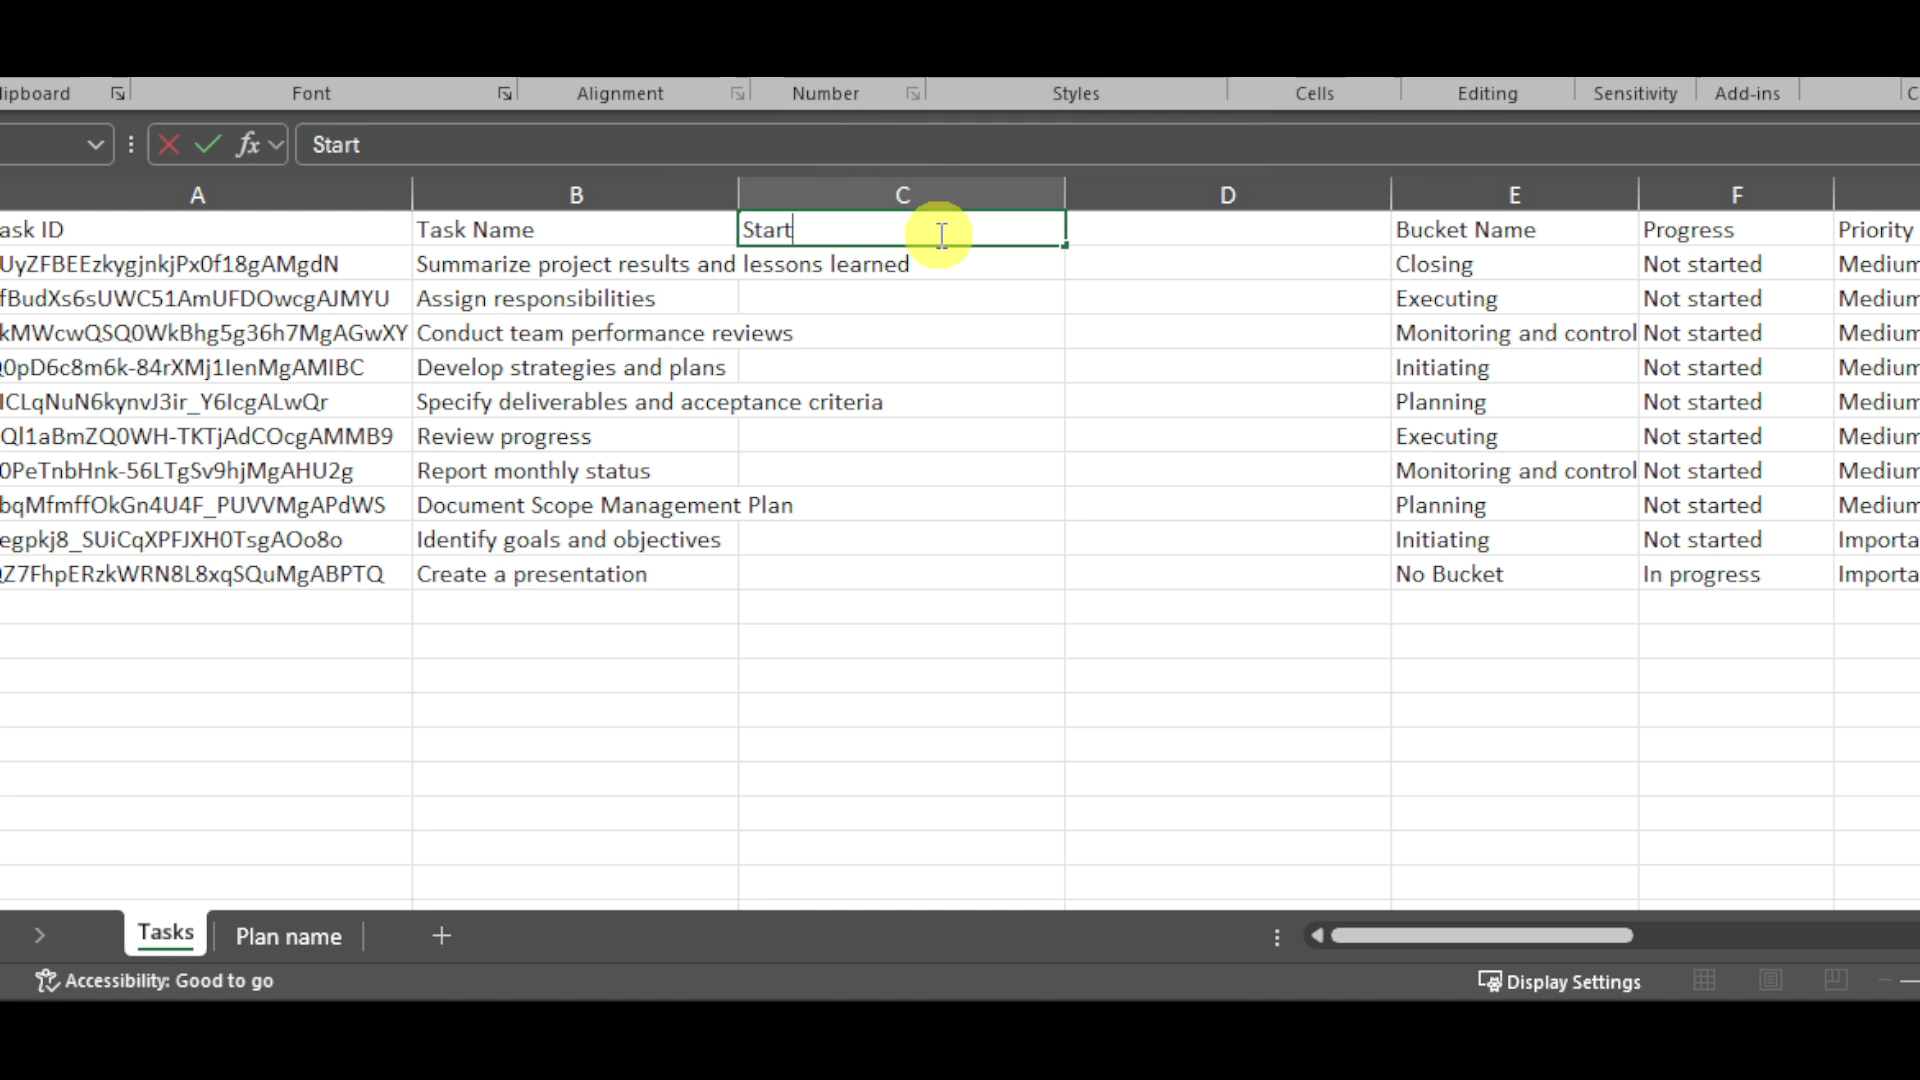 lipboard Font Alignment Number Styles Cells Editing Sensitivity Add-ins C
fx Start
A B C D E F
ask ID Task Name Start Bucket Name Progress Priority
UyZFBEEzkygjnkjPx0f18gAMgdN Summarize project results and lessons learned Closing Not started Medium
fBudXs6sUWC51AmUFDOwcgAJMYU Assign responsibilities Executing Not started Medium
kMWcwQSQ0WkBhg5g36h7MgAGwXY Conduct team performance reviews Monitoring and control Not started Medium
0pD6c8m6k-84rXMj1IenMgAMIBC Develop strategies and plans Initiating Not started Medium
ICLqNuN6kynvJ3ir_Y6IcgALwQr Specify deliverables and acceptance criteria Planning Not started Medium
Ql1aBmZQ0WH-TKTjAdCOcgAMMB9 Review progress Executing Not started Medium
0PeTnbHnk-56LTgSv9hjMgAHU2g Report monthly status Monitoring and control Not started Medium
bqMfmffOkGn4U4F_PUVVMgAPdWS Document Scope Management Plan Planning Not started Medium
egpkj8_SUiCqXPFJXH0TsgAOo8o Identify goals and objectives Initiating Not started Importa
Z7FhpERzkWRN8L8xqSQuMgABPTQ Create a presentation No Bucket In progress Importa
Tasks Plan name
Accessibility: Good to go Display Settings